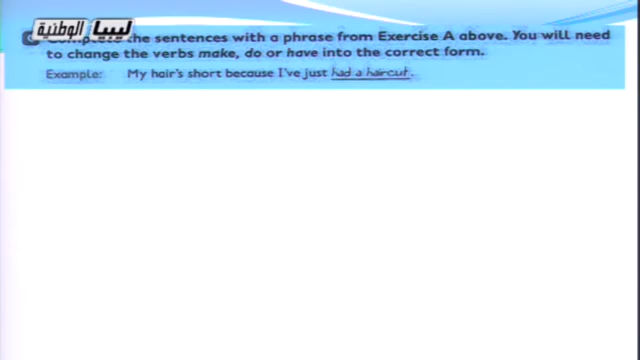 ليبيا الوطنية
Complete the sentences with a phrase from Exercise A above. You will need
to change the verbs make, do or have into the correct form.
Example: My hair's short because I've just had a haircut.